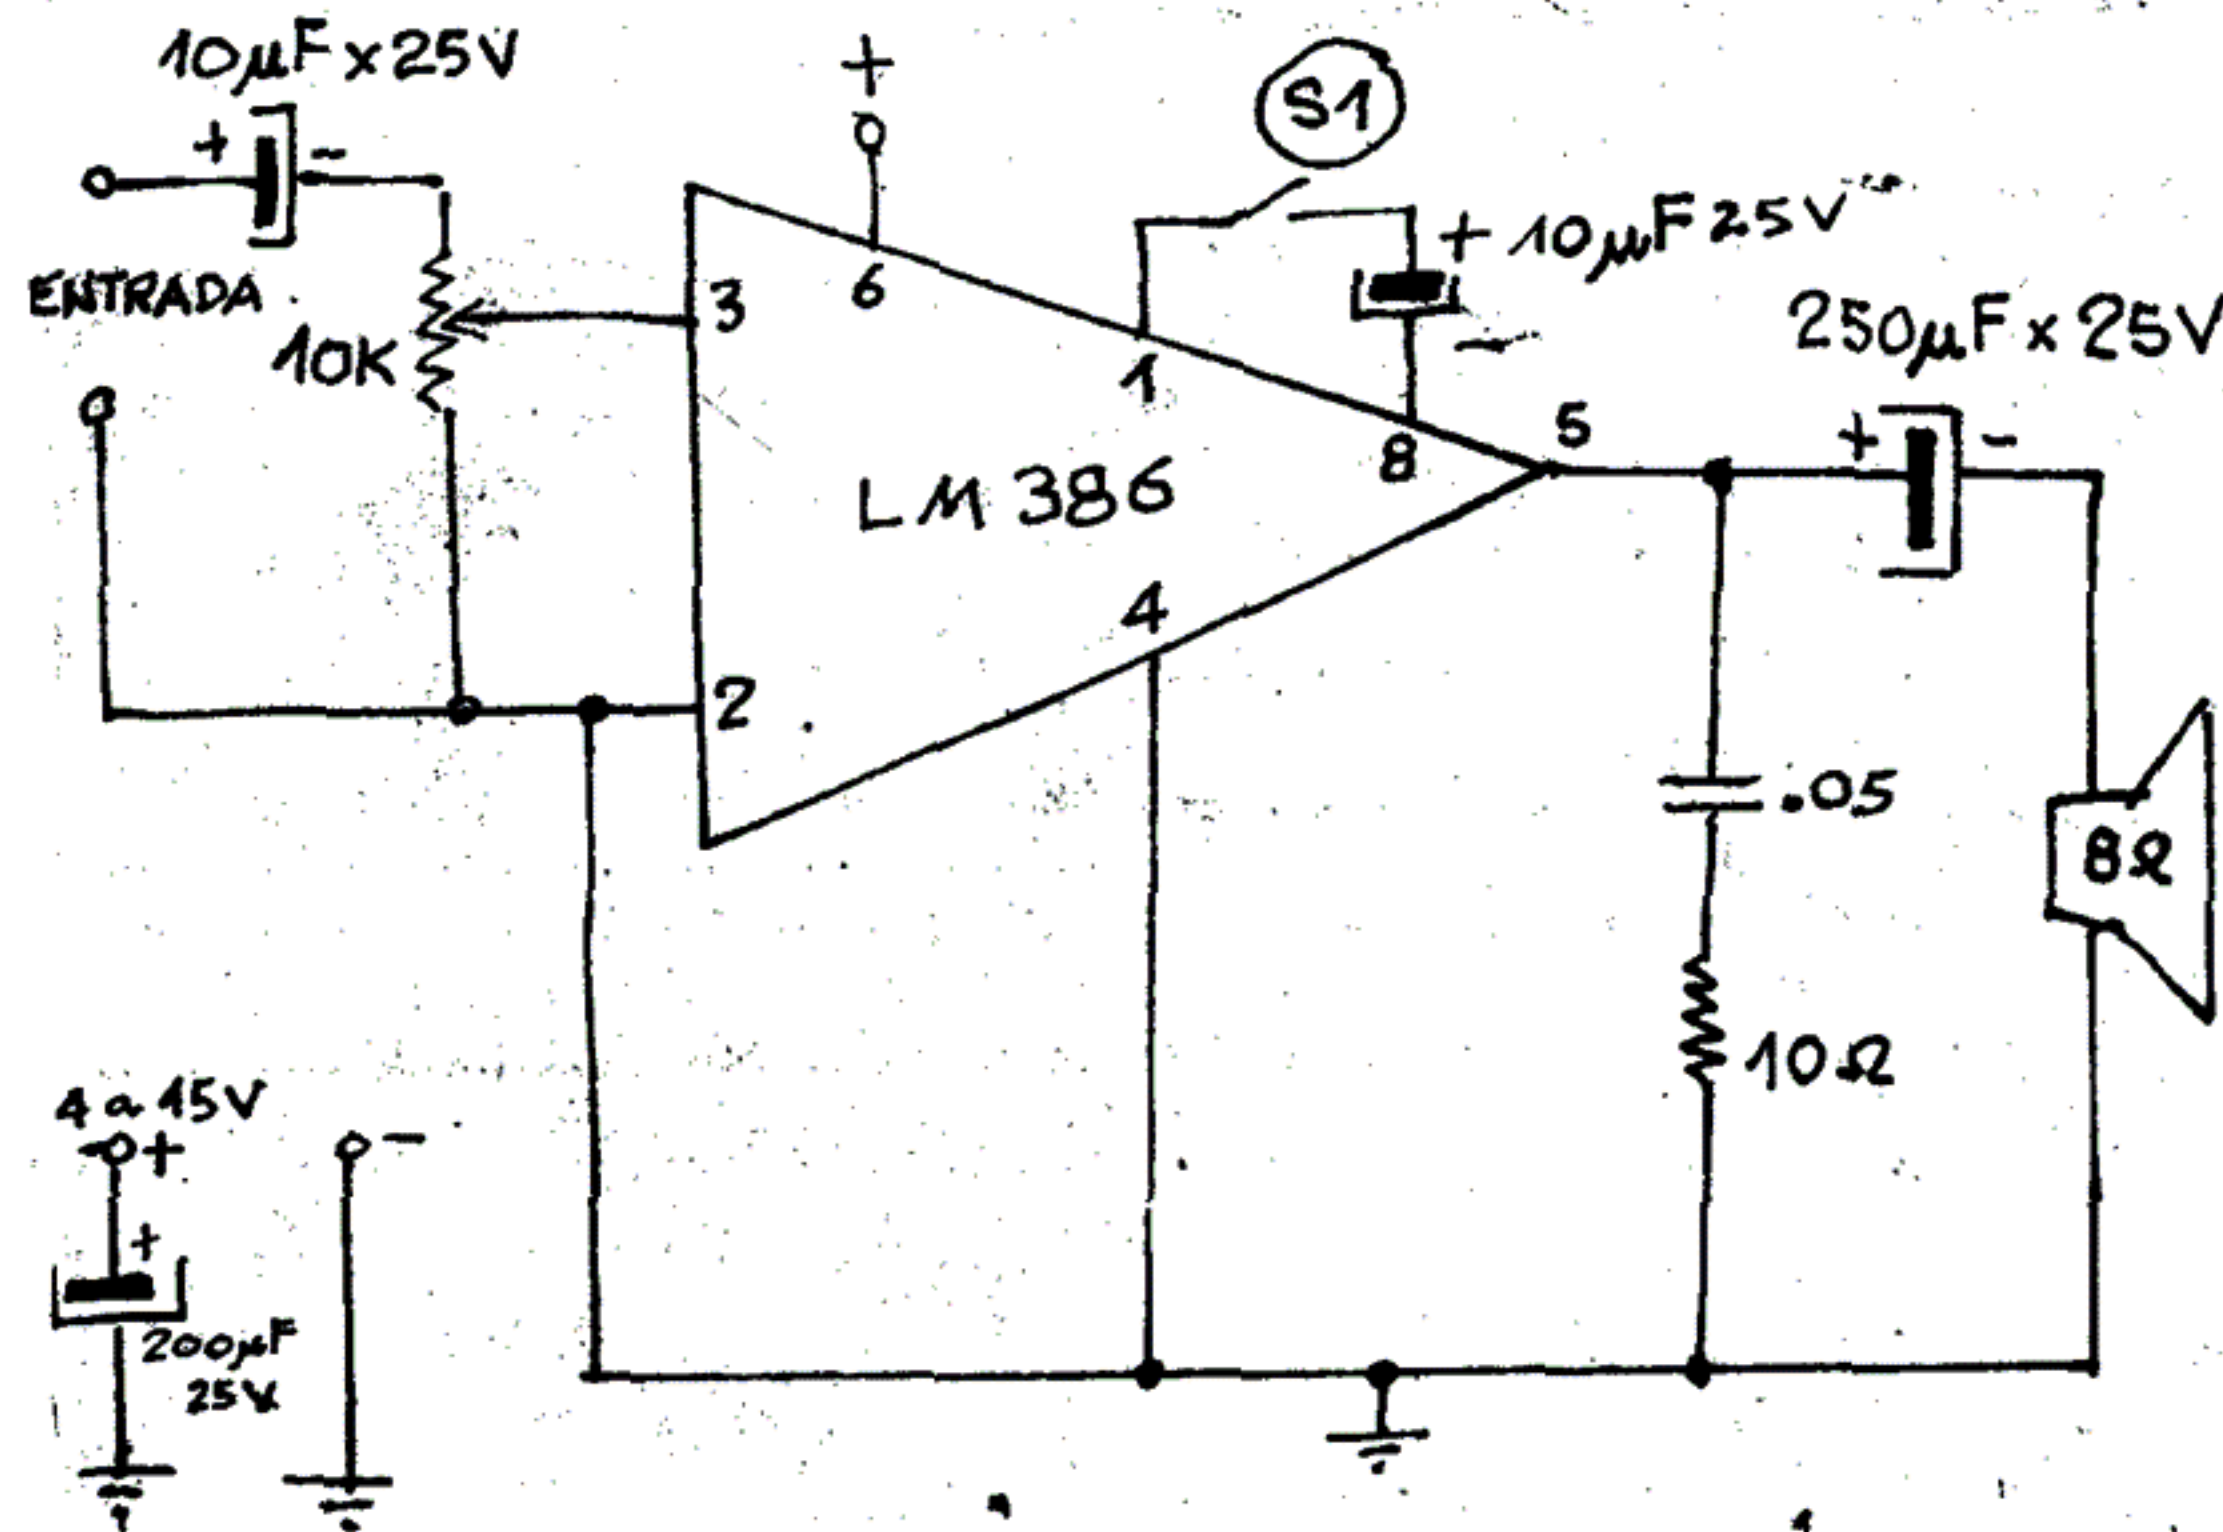 10µF x 25V
+
+ -
S1
+ 10µF 25V
-
ENTRADA
10K
3
6
1
8
5
250µF x 25V
+ -
LM 386
4
2
.05
8Ω
10Ω
4 a 15V
+
-
+
200µF
25V